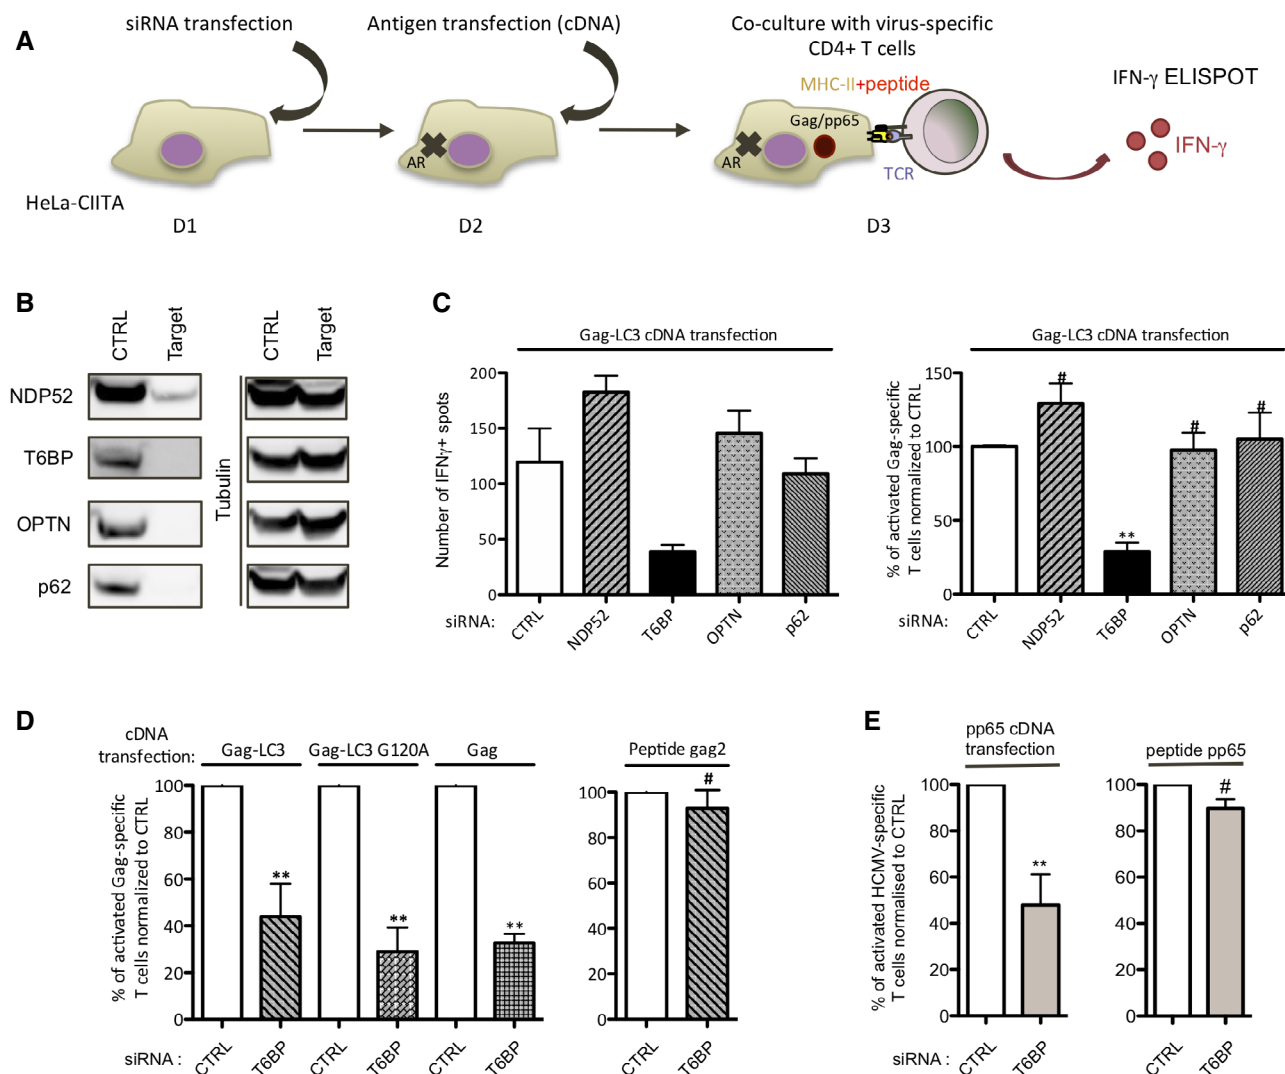 A
siRNA transfection
Antigen transfection (cDNA)
Co-culture with virus-specific
CD4+ T cells
MHC-II+peptide
Gag/pp65
AR
AR
TCR
IFN-γ ELISPOT
IFN-γ
HeLa-CIITA
D1
D2
D3
B
CTRL
Target
CTRL
Target
NDP52
T6BP
OPTN
p62
Tubulin
C
Gag-LC3 cDNA transfection
Number of IFNγ+ spots
200
150
100
50
0
siRNA:
CTRL
NDP52
T6BP
OPTN
p62
Gag-LC3 cDNA transfection
% of activated Gag-specific
T cells normalized to CTRL
150
100
50
0
#
**
#
#
siRNA:
CTRL
NDP52
T6BP
OPTN
p62
D
cDNA
transfection:
Gag-LC3
Gag-LC3 G120A
Gag
% of activated Gag-specific
T cells normalized to CTRL
100
80
60
40
20
0
**
**
**
siRNA :
CTRL
T6BP
CTRL
T6BP
CTRL
T6BP
Peptide gag2
#
100
80
60
40
20
0
CTRL
T6BP
E
pp65 cDNA
transfection
% of activated HCMV-specific
T cells normalised to CTRL
100
80
60
40
20
0
**
siRNA :
CTRL
T6BP
peptide pp65
#
100
80
60
40
20
0
CTRL
T6BP